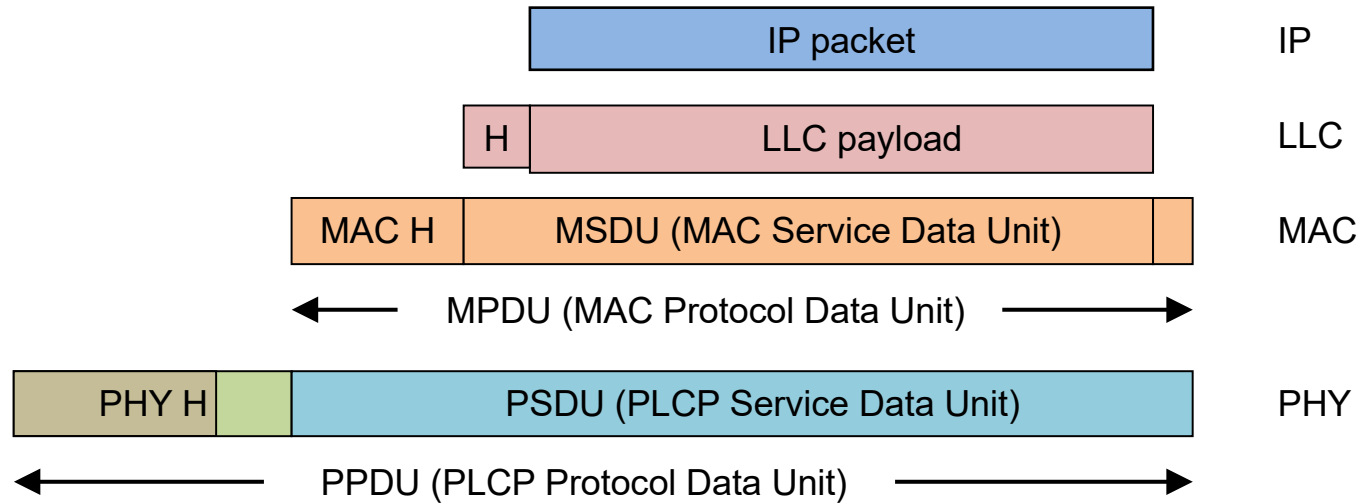 IP packet IP
H LLC payload LLC
MAC H MSDU (MAC Service Data Unit) MAC
MPDU (MAC Protocol Data Unit)
PHY H PSDU (PLCP Service Data Unit) PHY
PPDU (PLCP Protocol Data Unit)